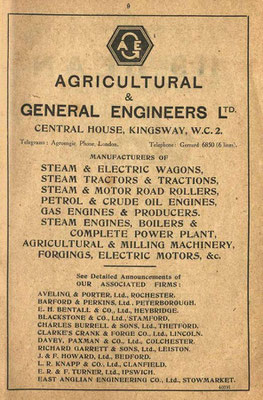 9
AGE
AGRICULTURAL
&
GENERAL ENGINEERS LTD.
CENTRAL HOUSE, KINGSWAY, W.C. 2.
Telegrams: Agrengic Phone, London. Telephone: Gerrard 6850 (6 lines).
MANUFACTURERS OF
STEAM & ELECTRIC WAGONS,
STEAM TRACTORS & TRACTIONS,
STEAM & MOTOR ROAD ROLLERS,
PETROL & CRUDE OIL ENGINES,
GAS ENGINES & PRODUCERS.
STEAM ENGINES, BOILERS &
COMPLETE POWER PLANT,
AGRICULTURAL & MILLING MACHINERY,
FORGINGS, ELECTRIC MOTORS, &c.
See Detailed Announcements of
OUR ASSOCIATED FIRMS:
AVELING & PORTER, Ltd., ROCHESTER.
BARFORD & PERKINS, Ltd., PETERBOROUGH.
E. H. BENTALL & CO., Ltd., HEYBRIDGE.
BLACKSTONE & CO., Ltd., STAMFORD.
CHARLES BURRELL & SONS, Ltd., THETFORD.
CLARKE'S CRANK & FORGE CO., Ltd., LINCOLN.
DAVEY, PAXMAN & CO., Ltd., COLCHESTER.
RICHARD GARRETT & SONS, Ltd., LEISTON.
J. & F. HOWARD, Ltd., BEDFORD.
L. R. KNAPP & CO., Ltd., CLANFIELD.
E. R. & F. TURNER, Ltd., IPSWICH.
EAST ANGLIAN ENGINEERING CO., Ltd., STOWMARKET.